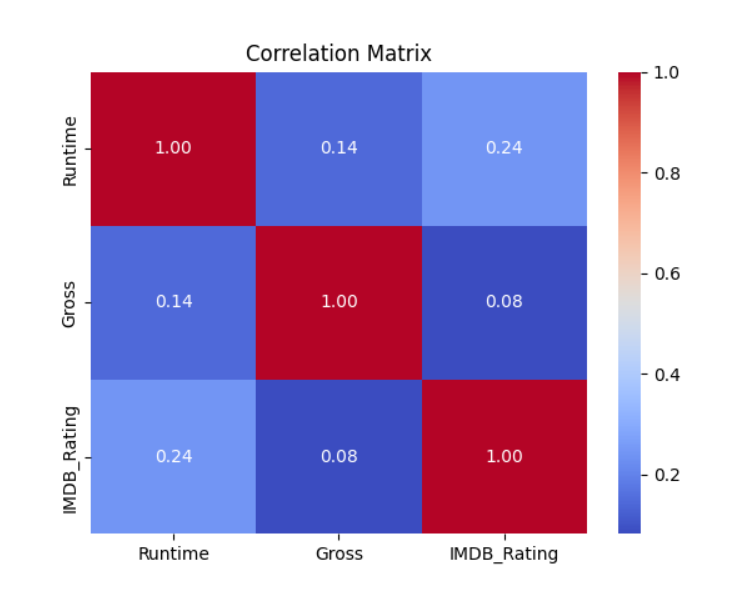 Correlation Matrix
Runtime
1.00
0.14
0.24
Gross
0.14
1.00
0.08
IMDB_Rating
0.24
0.08
1.00
Runtime
Gross
IMDB_Rating
1.0
0.8
0.6
0.4
0.2